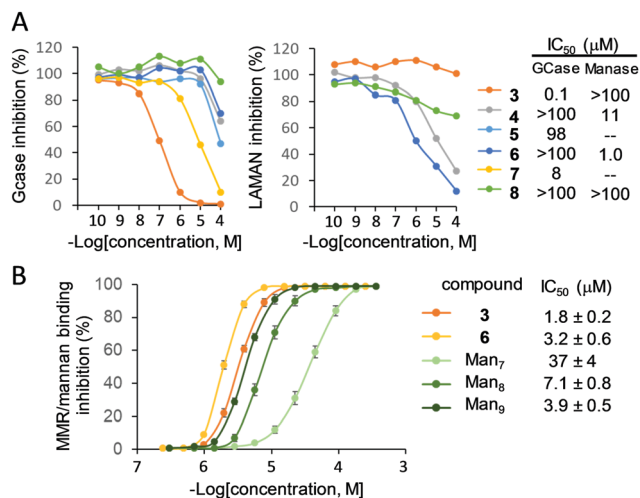 A
Gcase inhibition (%)
120
100
80
60
40
20
0
10 9 8 7 6 5 4
-Log[concentration, M]
LAMAN inhibition (%)
120
100
80
60
40
20
0
10 9 8 7 6 5 4
-Log[concentration, M]
IC50 (μM)
GCase Manase
3 0.1 >100
4 >100 11
5 98 --
6 >100 1.0
7 8 --
8 >100 >100
B
MMR/mannan binding
inhibition (%)
100
80
60
40
20
0
7 6 5 4 3
-Log[concentration, M]
compound IC50 (μM)
3 1.8 ± 0.2
6 3.2 ± 0.6
Man7 37 ± 4
Man8 7.1 ± 0.8
Man9 3.9 ± 0.5